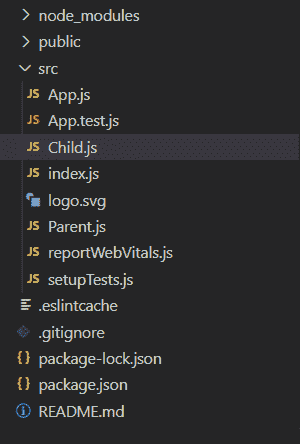 node_modules
public
src
JS App.js
JS App.test.js
JS Child.js
JS index.js
logo.svg
JS Parent.js
JS reportWebVitals.js
JS setupTests.js
.eslintcache
.gitignore
{} package-lock.json
{} package.json
README.md